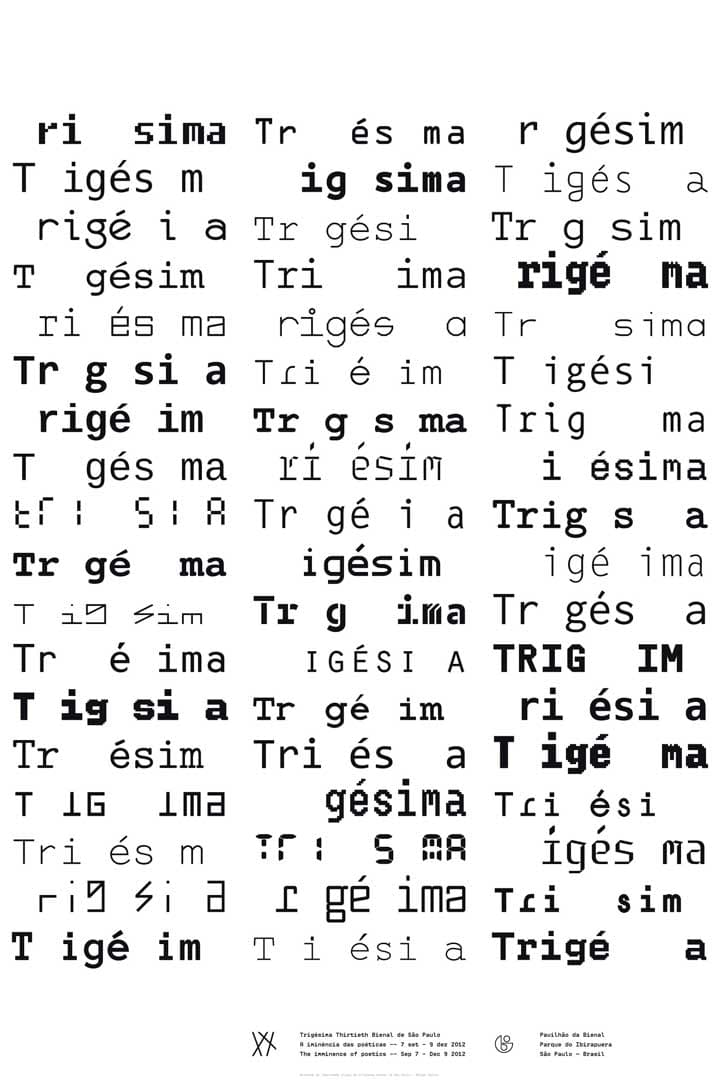 ri sima Tr és ma r gésim
T igés m ig sima T igés a
rigé i a Tr gési Tr g sim
T gésim Tri ima rigé ma
ri és ma rigés a Tr sima
Tr g si a Tri é im T igési
rigé im Tr g s ma Trig ma
T gés ma ri ésim i ésima
trI SIA Tr gé i a Trig s a
Tr gé ma igésim igé ima
T ig sim Tr g ima Tr gés a
Tr é ima IGÉSI A TRIG IM
T ig si a Tr gé im ri ési a
Tr ésim Tri és a T igé ma
T IG Ima gésima Tri ési
Tri és m TrI SMA igés ma
rig si a r gé ima Tri sim
T igé im T i ési a Trigé a
Trigésima Thirtieth Bienal de São Paulo
A iminência das poéticas –– 7 set – 9 dez 2012
The imminence of poetics –– Sep 7 – Dec 9 2012
Pavilhão da Bienal
Parque do Ibirapuera
São Paulo – Brasil